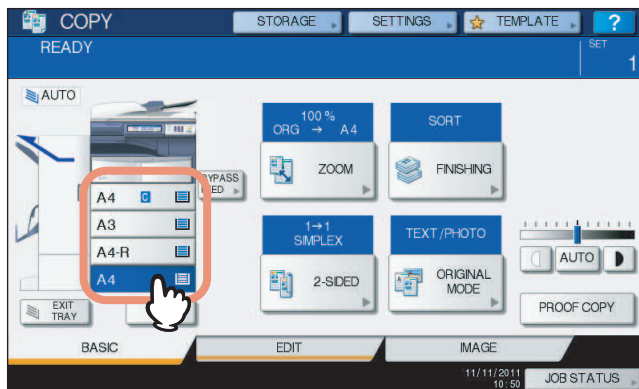 COPY
STORAGE
SETTINGS
TEMPLATE
?
READY
SET
1
AUTO
100 %
ORG → A4
SORT
ZOOM
FINISHING
YPASS
ED
A4 C
A3
A4-R
A4
1→1
SIMPLEX
TEXT/PHOTO
2-SIDED
ORIGINAL
MODE
AUTO
EXIT
TRAY
PROOF COPY
BASIC
EDIT
IMAGE
11/11/2011
10:50
JOB STATUS